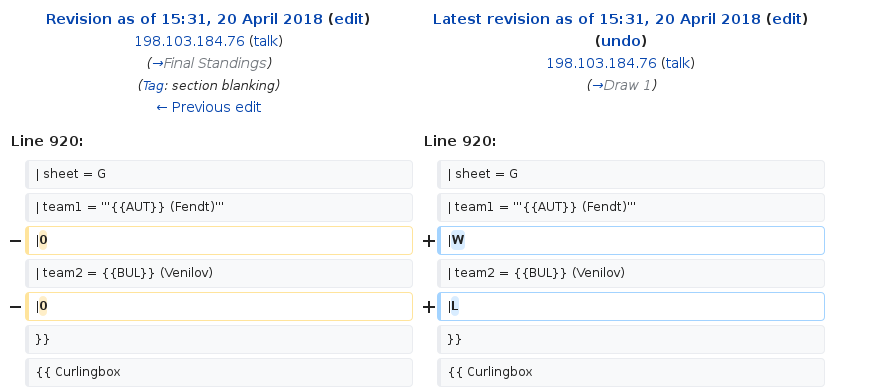 Revision as of 15:31, 20 April 2018 (edit)
198.103.184.76 (talk)
(→Final Standings)
(Tag: section blanking)
← Previous edit
Latest revision as of 15:31, 20 April 2018 (edit)
(undo)
198.103.184.76 (talk)
(→Draw 1)
Line 920:
Line 920:
| sheet = G
| sheet = G
| team1 = '''{{AUT}} (Fendt)'''
| team1 = '''{{AUT}} (Fendt)'''
− |0
+ |W
| team2 = {{BUL}} (Venilov)
| team2 = {{BUL}} (Venilov)
− |0
+ |L
}}
}}
{{ Curlingbox
{{ Curlingbox